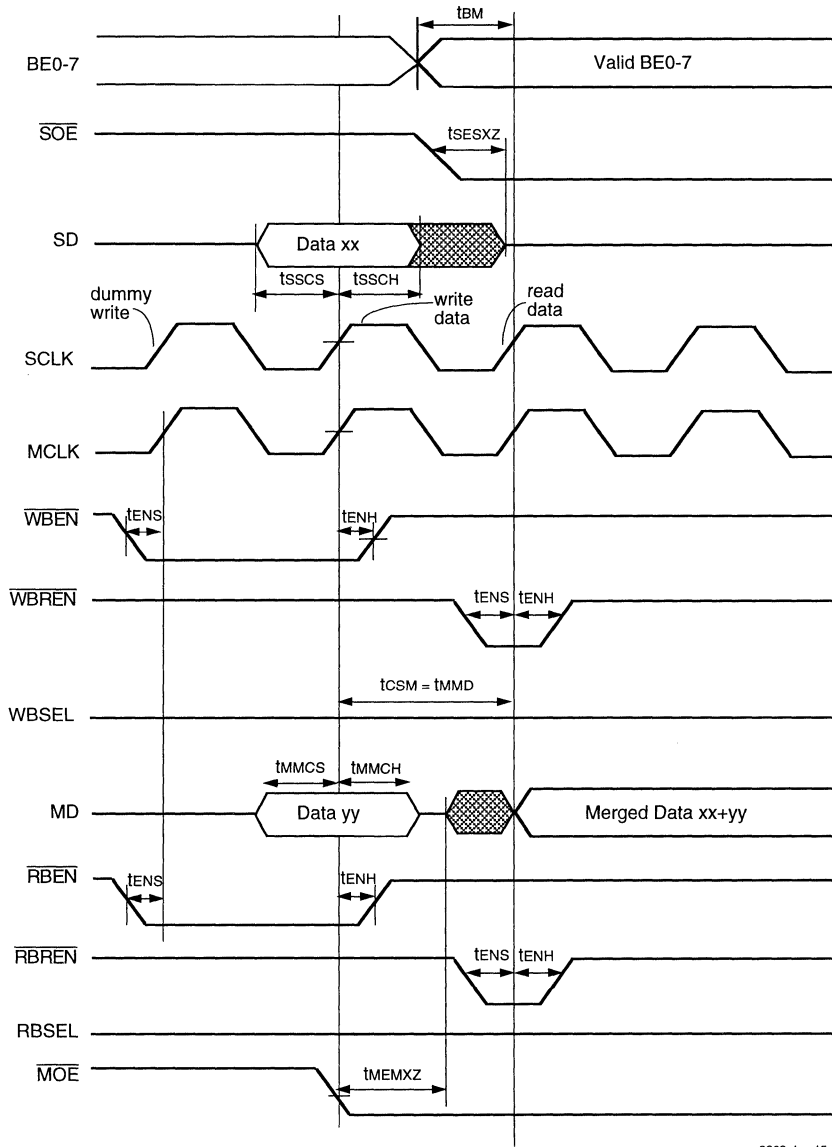 tBM
BE0-7
Valid BE0-7
SOE
tSESXZ
SD
Data xx
tSSCS
tSSCH
dummy
write
write
data
read
data
SCLK
MCLK
WBEN
tENS
tENH
WBREN
tENS
tENH
tCSM = tMMD
WBSEL
tMMCS
tMMCH
MD
Data yy
Merged Data xx+yy
RBEN
tENS
tENH
RBREN
tENS
tENH
RBSEL
MOE
tMEMXZ